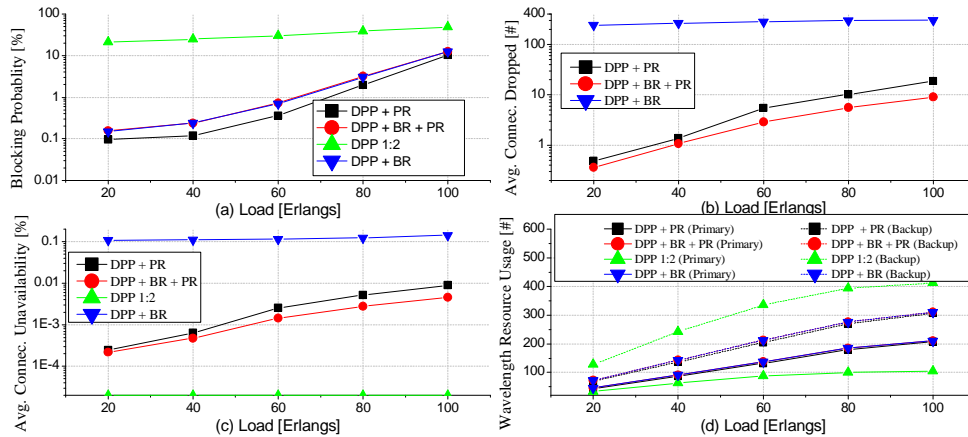 Blocking Probability [%]
100
10
1
0.1
0.01
DPP + PR
DPP + BR + PR
DPP 1:2
DPP + BR
20 40 60 80 100
(a) Load [Erlangs]
Avg. Connec. Dropped [#]
400
100
10
1
DPP + PR
DPP + BR + PR
DPP + BR
20 40 60 80 100
(b) Load [Erlangs]
Avg. Connec. Unavailability [%]
0.1
0.01
1E-3
1E-4
DPP + PR
DPP + BR + PR
DPP 1:2
DPP + BR
20 40 60 80 100
(c) Load [Erlangs]
Wavelength Resource Usage [#]
600
500
400
300
200
100
DPP + PR (Primary)
DPP + BR + PR (Primary)
DPP 1:2 (Primary)
DPP + BR (Primary)
DPP + PR (Backup)
DPP + BR + PR (Backup)
DPP 1:2 (Backup)
DPP + BR (Backup)
20 40 60 80 100
(d) Load [Erlangs]